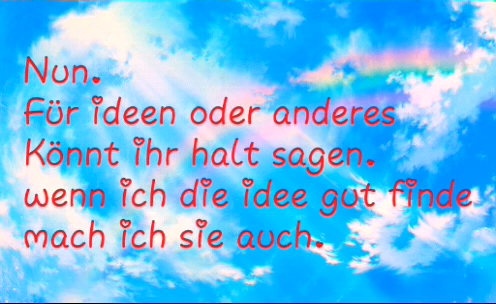 Nun.
Für ideen oder anderes
Könnt ihr halt sagen.
wenn ich die idee gut finde
mach ich sie auch.